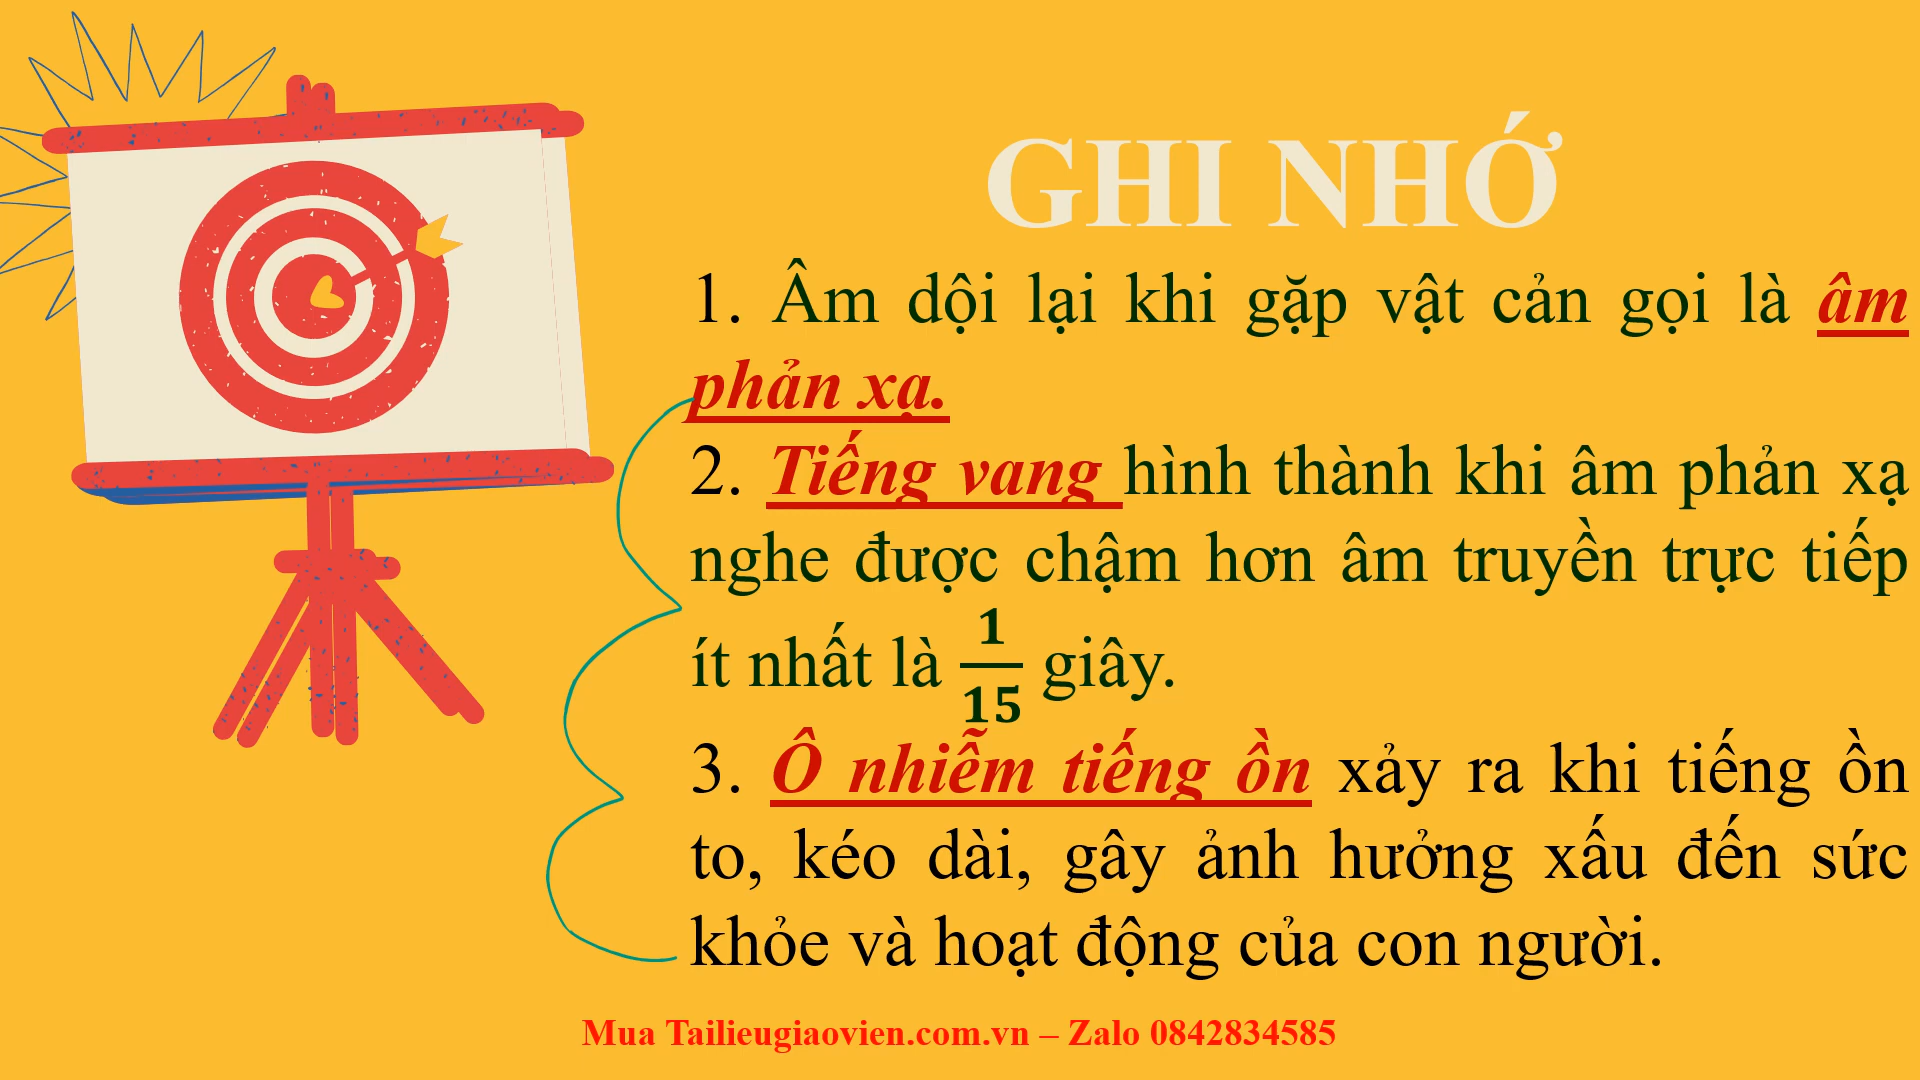 GHI NHỚ
1. Âm dội lại khi gặp vật cản gọi là âm
phản xạ.
2. Tiếng vang hình thành khi âm phản xạ
nghe được chậm hơn âm truyền trực tiếp
ít nhất là 1/15 giây.
3. Ô nhiễm tiếng ồn xảy ra khi tiếng ồn
to, kéo dài, gây ảnh hưởng xấu đến sức
khỏe và hoạt động của con người.
Mua Tailieugiaovien.com.vn – Zalo 0842834585